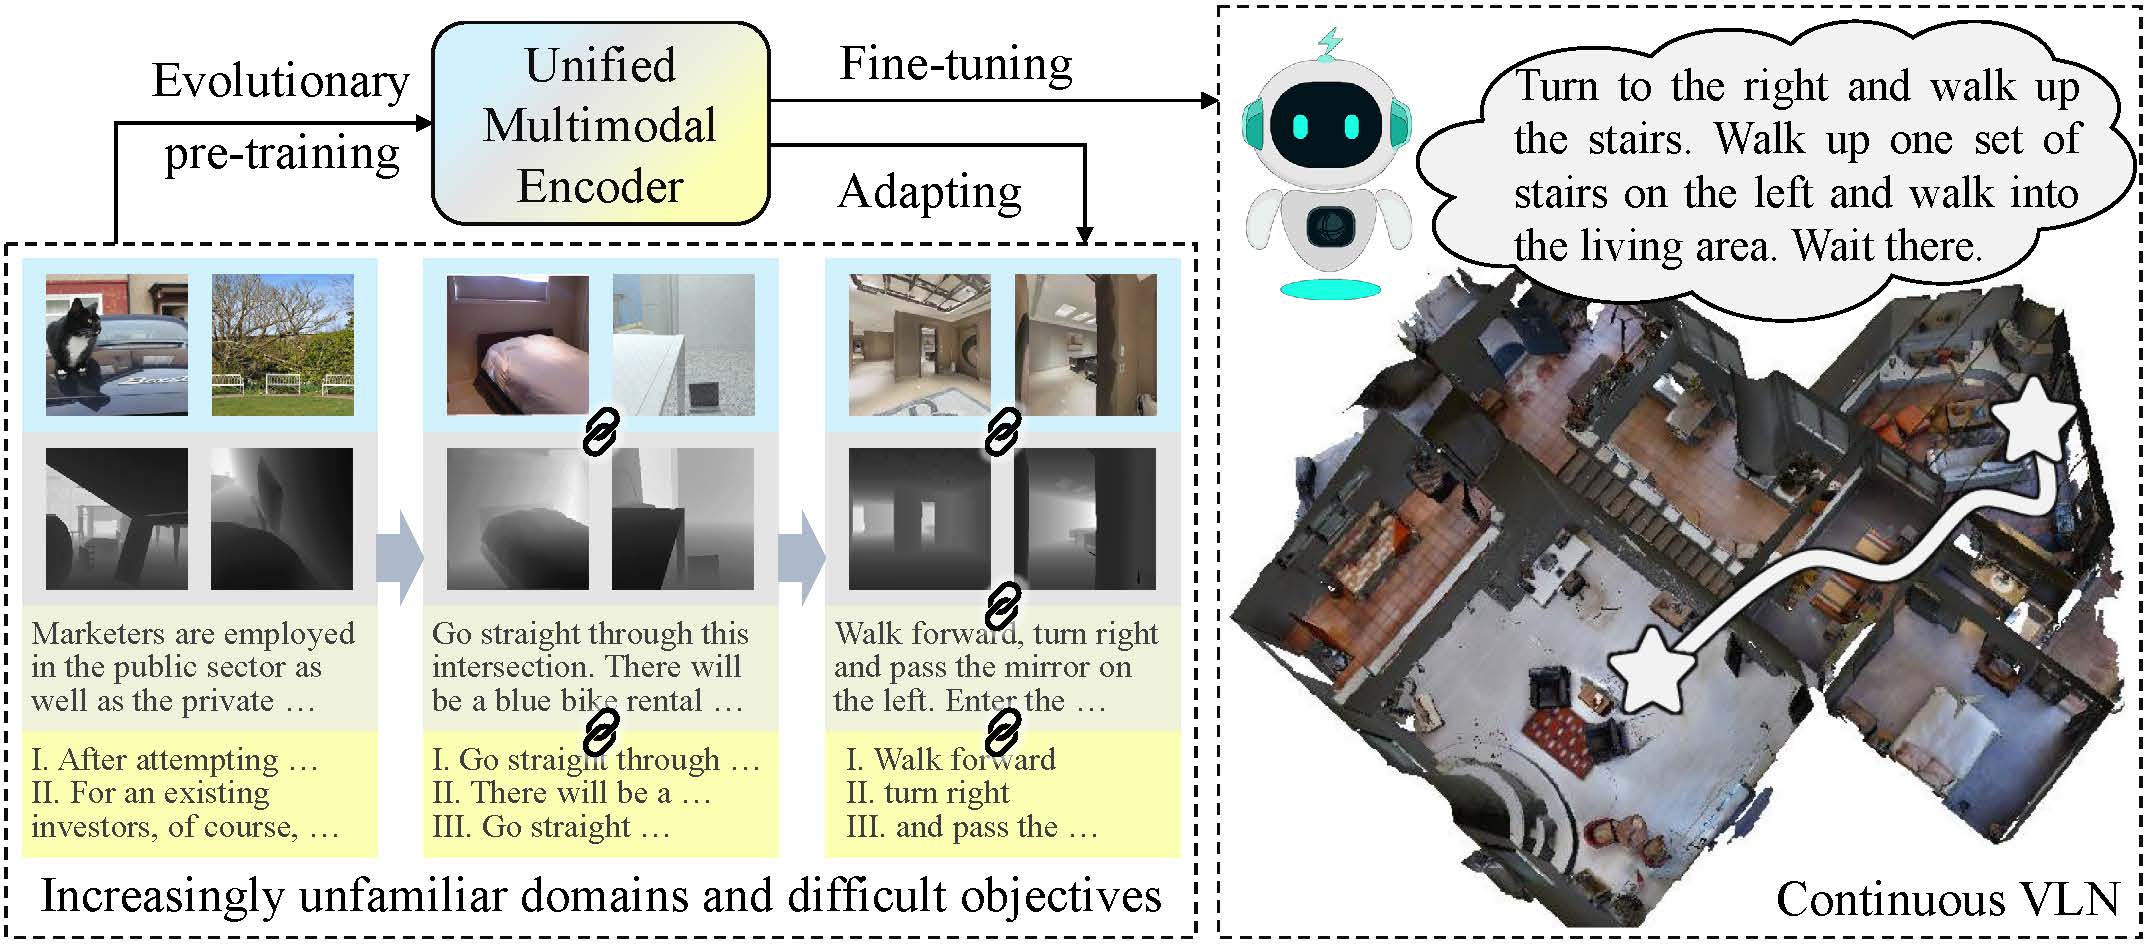 Evolutionary
pre-training
Unified
Multimodal
Encoder
Fine-tuning
Adapting
Marketers are employed
in the public sector as
well as the private …
I. After attempting …
II. For an existing
investors, of course, …
Go straight through this
intersection. There will
be a blue bike rental …
I. Go straight through …
II. There will be a …
III. Go straight …
Walk forward, turn right
and pass the mirror on
the left. Enter the …
I. Walk forward
II. turn right
III. and pass the …
Increasingly unfamiliar domains and difficult objectives
Turn to the right and walk up
the stairs. Walk up one set of
stairs on the left and walk into
the living area. Wait there.
Continuous VLN